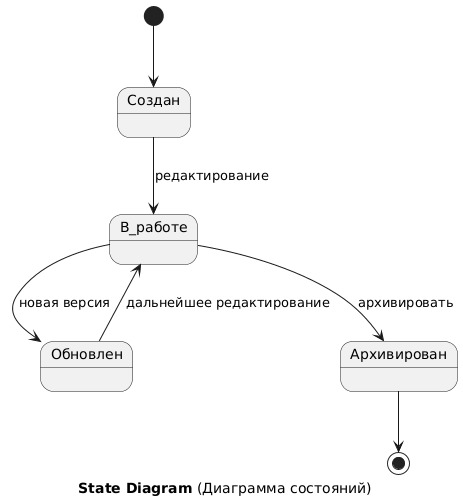 Создан
редактирование
В_работе
новая версия
дальнейшее редактирование
архивировать
Обновлен
Архивирован
State Diagram (Диаграмма состояний)